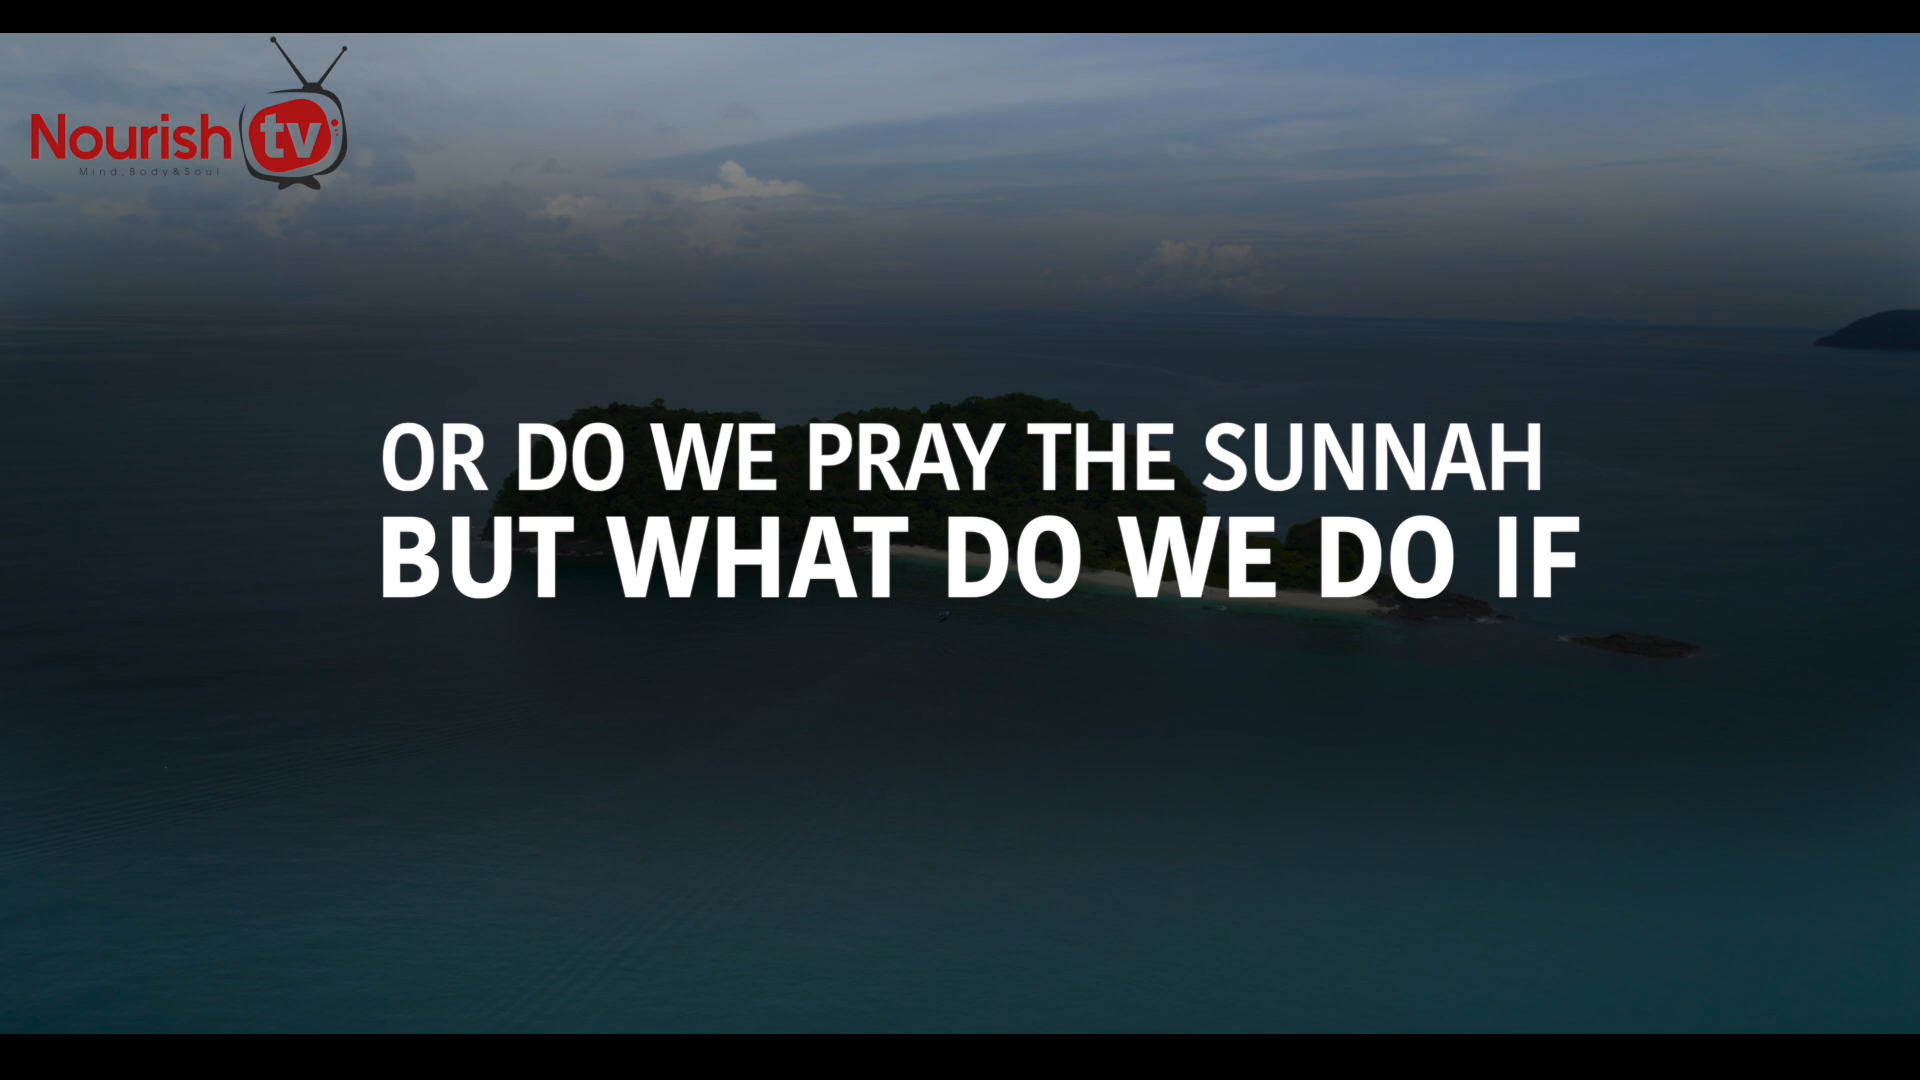 Nourish tv
Mind, Body & Soul
OR DO WE PRAY THE SUNNAH
BUT WHAT DO WE DO IF